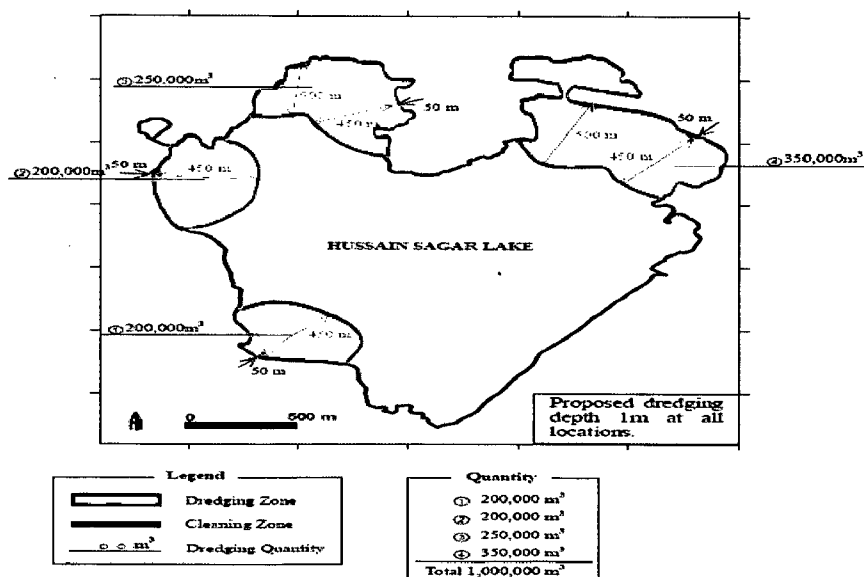 ③ 250,000m³
500 m
50 m
450 m
50 m
500 m
450 m
④ 350,000m³
50 m
② 200,000m³
450 m
HUSSAIN SAGAR LAKE
① 200,000m³
450 m
50 m
0 500 m
Proposed dredging
depth 1m at all
locations.
Legend
Dredging Zone
Cleaning Zone
○ ○ m³ Dredging Quantity
Quantity
① 200,000 m³
② 200,000 m³
③ 250,000 m³
④ 350,000 m³
Total 1,000,000 m³